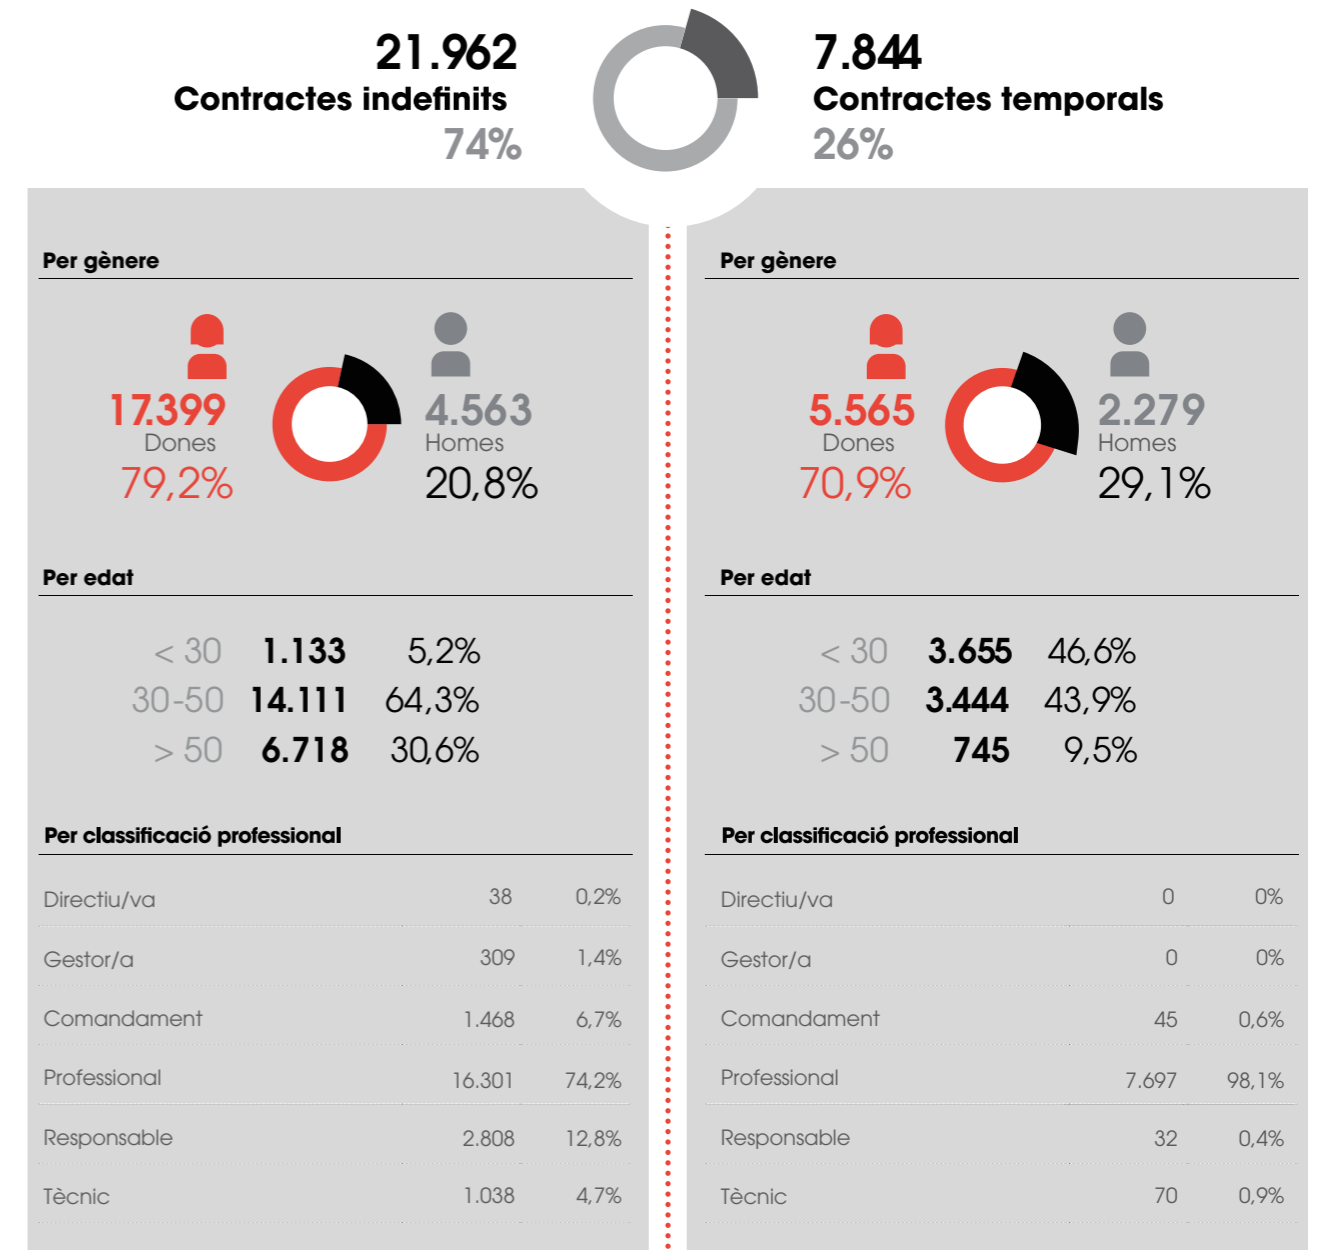 21.962
Contractes indefinits
74%
7.844
Contractes temporals
26%
Per gènere
17.399
Dones
79,2%
4.563
Homes
20,8%
Per edat
< 30 1.133 5,2%
30-50 14.111 64,3%
> 50 6.718 30,6%
Per classificació professional
Directiu/va 38 0,2%
Gestor/a 309 1,4%
Comandament 1.468 6,7%
Professional 16.301 74,2%
Responsable 2.808 12,8%
Tècnic 1.038 4,7%
Per gènere
5.565
Dones
70,9%
2.279
Homes
29,1%
Per edat
< 30 3.655 46,6%
30-50 3.444 43,9%
> 50 745 9,5%
Per classificació professional
Directiu/va 0 0%
Gestor/a 0 0%
Comandament 45 0,6%
Professional 7.697 98,1%
Responsable 32 0,4%
Tècnic 70 0,9%